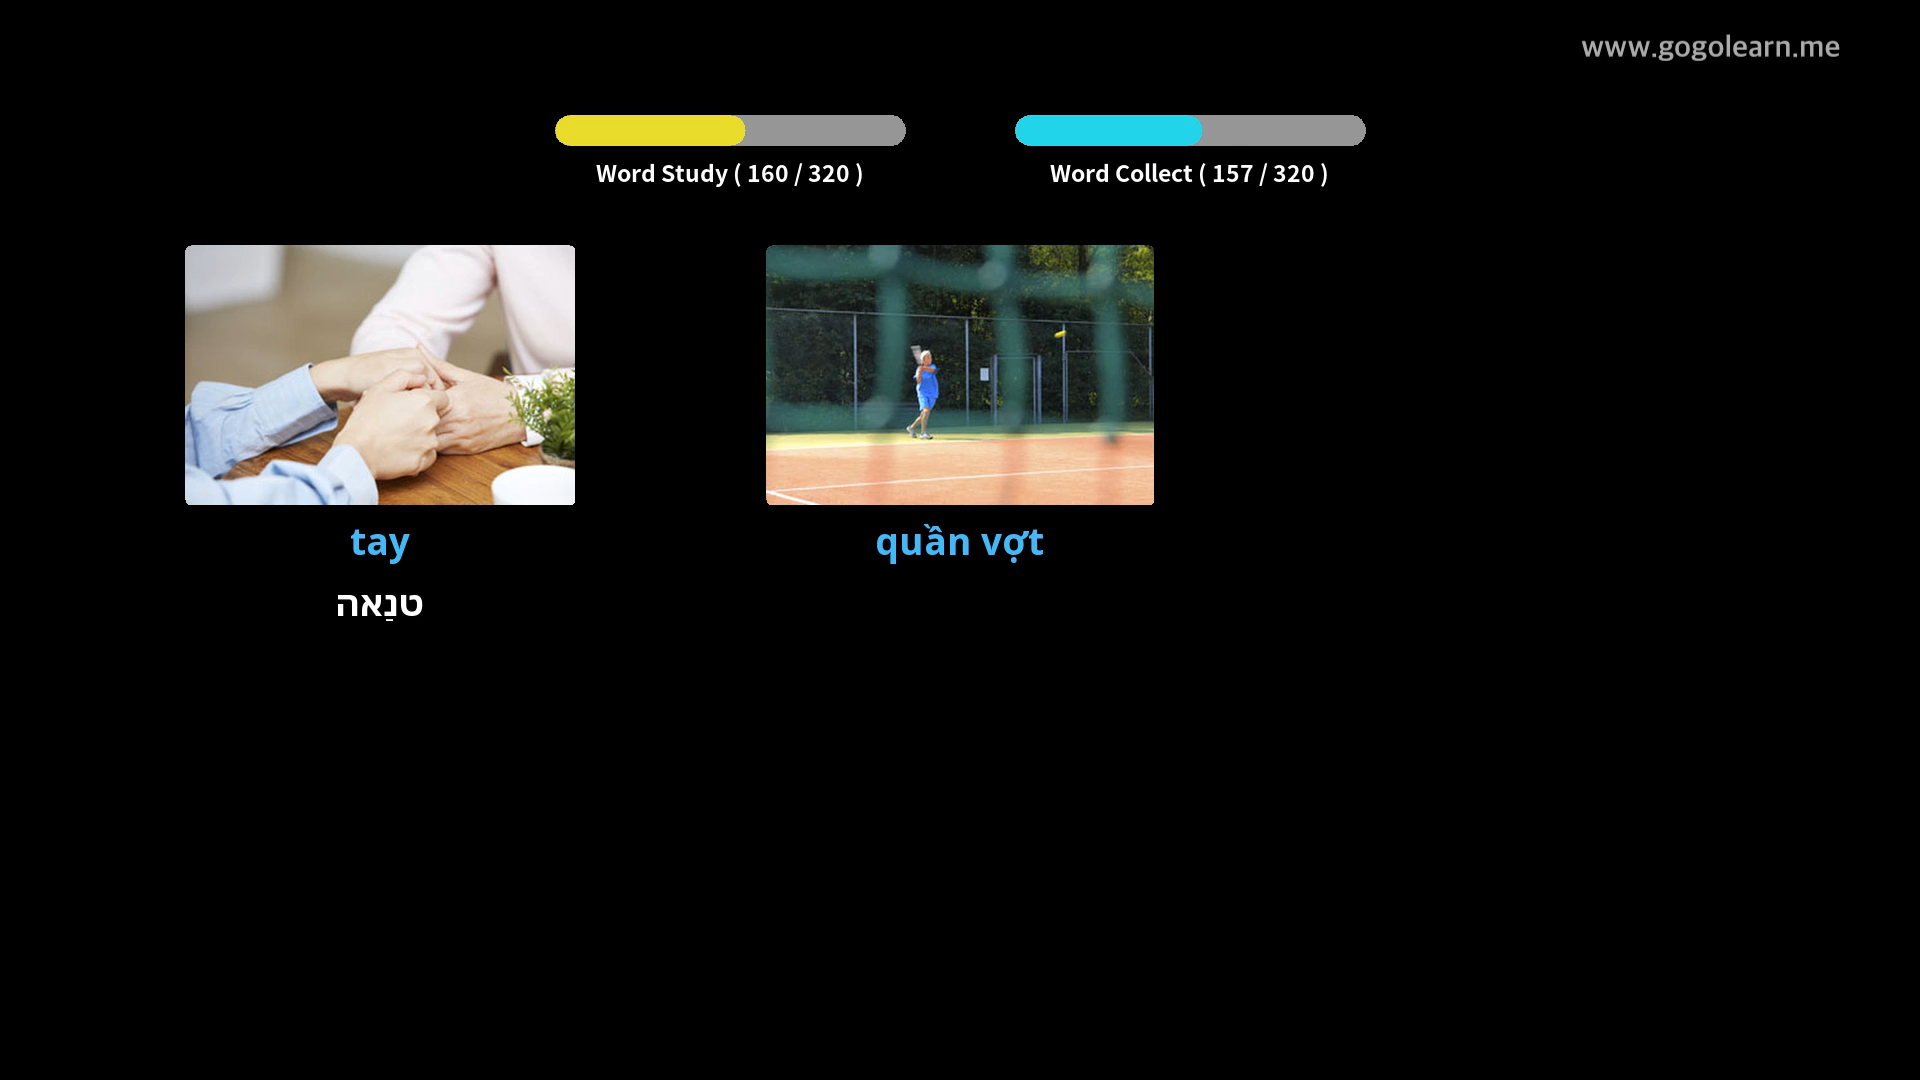 www.gogolearn.me
Word Study ( 160 / 320 )
Word Collect ( 157 / 320 )
tay
quần vợt
טנַאה